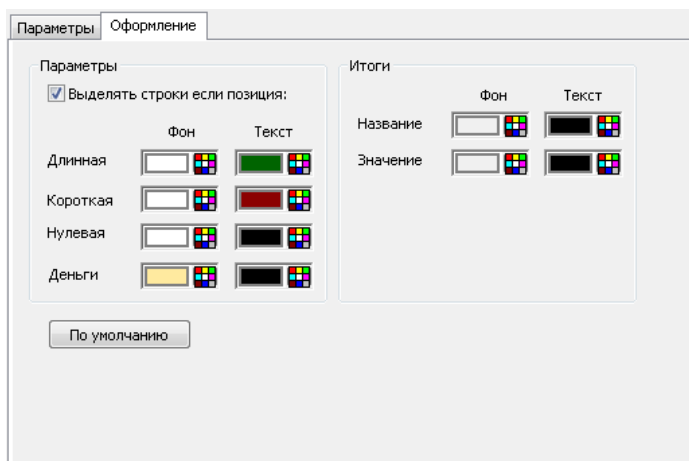 Параметры Оформление
Параметры
Выделять строки если позиция:
Фон Текст
Длинная
Короткая
Нулевая
Деньги
Итоги
Фон Текст
Название
Значение
По умолчанию